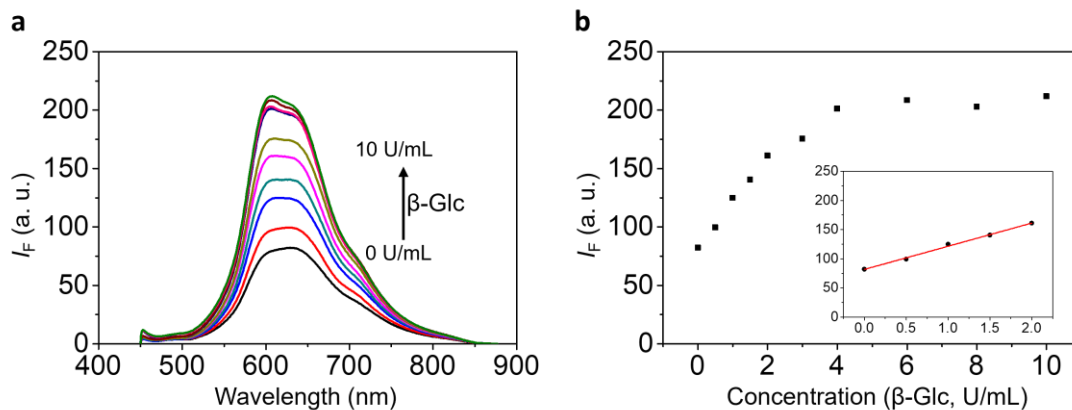 a
250
200
150
100
50
0
I_F (a. u.)
400 500 600 700 800 900
Wavelength (nm)
10 U/mL
β-Glc
0 U/mL
b
250
200
150
100
50
0
I_F (a. u.)
0 2 4 6 8 10
Concentration (β-Glc, U/mL)
250
200
150
100
50
0
0.0 0.5 1.0 1.5 2.0